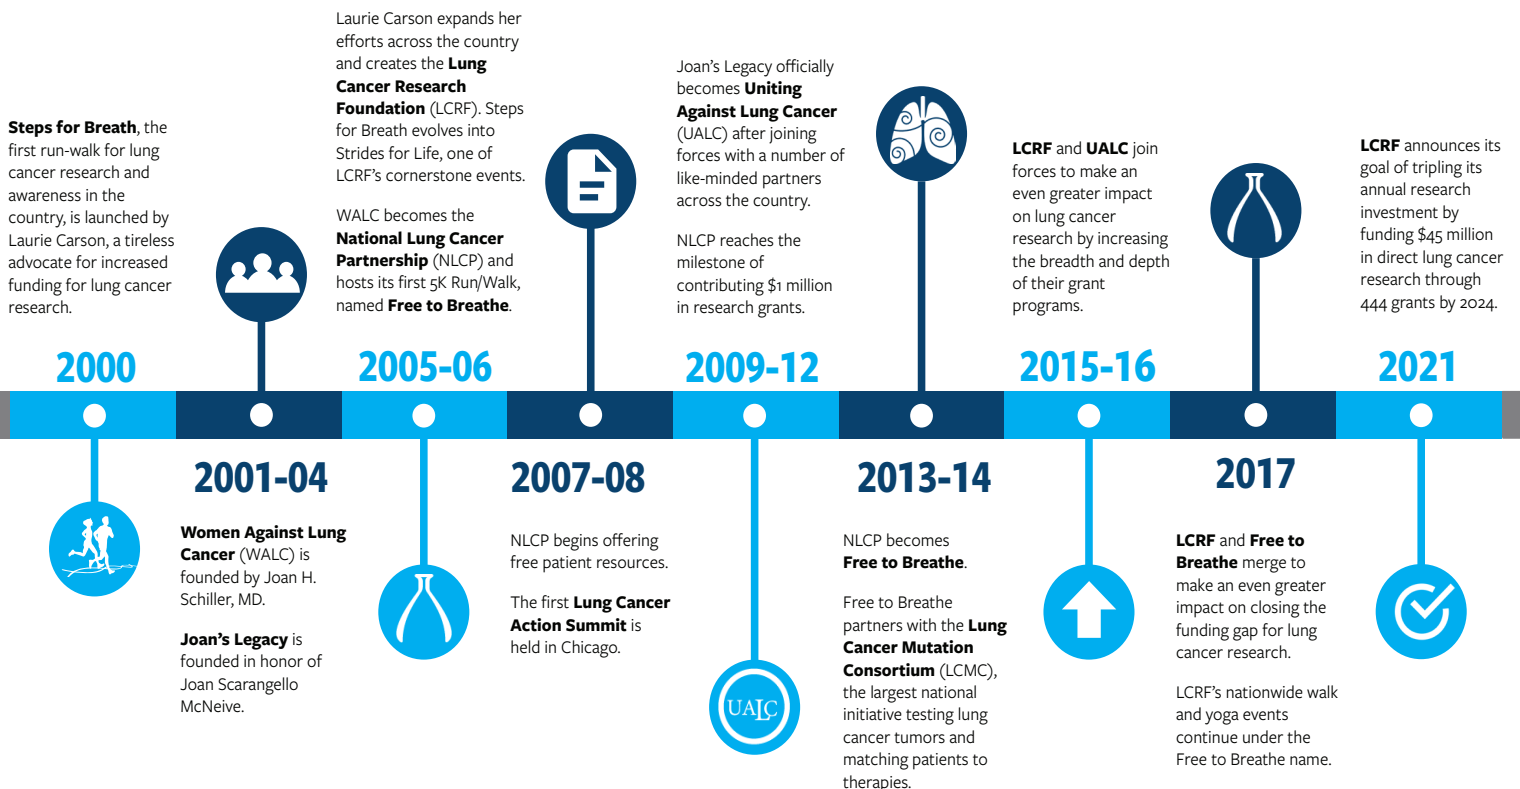 Steps for Breath, the
first run-walk for lung
cancer research and
awareness in the
country, is launched by
Laurie Carson, a tireless
advocate for increased
funding for lung cancer
research.
2000
2001-04
Women Against Lung
Cancer (WALC) is
founded by Joan H.
Schiller, MD.
Joan’s Legacy is
founded in honor of
Joan Scarangello
McNeive.
Laurie Carson expands her
efforts across the country
and creates the Lung
Cancer Research
Foundation (LCRF). Steps
for Breath evolves into
Strides for Life, one of
LCRF’s cornerstone events.
WALC becomes the
National Lung Cancer
Partnership (NLCP) and
hosts its first 5K Run/Walk,
named Free to Breathe.
2005-06
2007-08
NLCP begins offering
free patient resources.
The first Lung Cancer
Action Summit is
held in Chicago.
Joan’s Legacy officially
becomes Uniting
Against Lung Cancer
(UALC) after joining
forces with a number of
like-minded partners
across the country.
NLCP reaches the
milestone of
contributing $1 million
in research grants.
2009-12
UALC
2013-14
NLCP becomes
Free to Breathe.
Free to Breathe
partners with the Lung
Cancer Mutation
Consortium (LCMC),
the largest national
initiative testing lung
cancer tumors and
matching patients to
therapies.
LCRF and UALC join
forces to make an
even greater impact
on lung cancer
research by increasing
the breadth and depth
of their grant
programs.
2015-16
2017
LCRF and Free to
Breathe merge to
make an even greater
impact on closing the
funding gap for lung
cancer research.
LCRF’s nationwide walk
and yoga events
continue under the
Free to Breathe name.
LCRF announces its
goal of tripling its
annual research
investment by
funding $45 million
in direct lung cancer
research through
444 grants by 2024.
2021